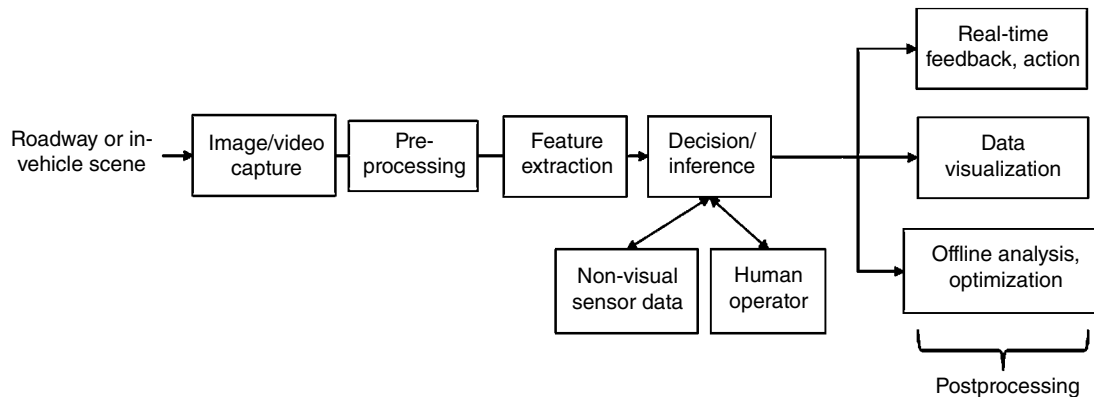 Roadway or in-
vehicle scene
Image/video
capture
Pre-
processing
Feature
extraction
Decision/
inference
Non-visual
sensor data
Human
operator
Real-time
feedback, action
Data
visualization
Offline analysis,
optimization
Postprocessing